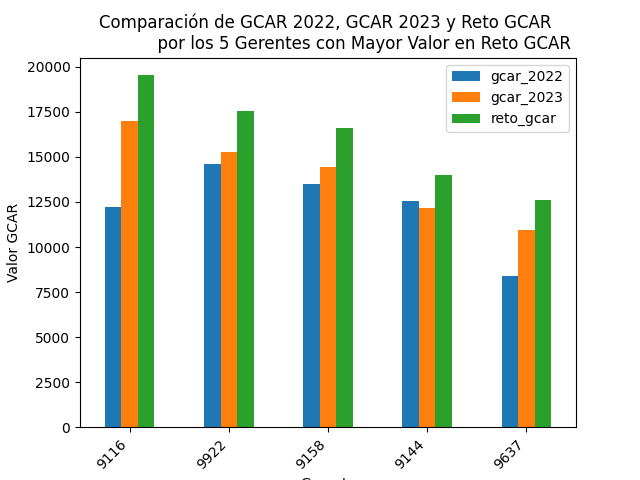 Comparación de GCAR 2022, GCAR 2023 y Reto GCAR
por los 5 Gerentes con Mayor Valor en Reto GCAR
gcar_2022
gcar_2023
reto_gcar
Valor GCAR
20000
17500
15000
12500
10000
7500
5000
2500
0
9116
9922
9158
9144
9637